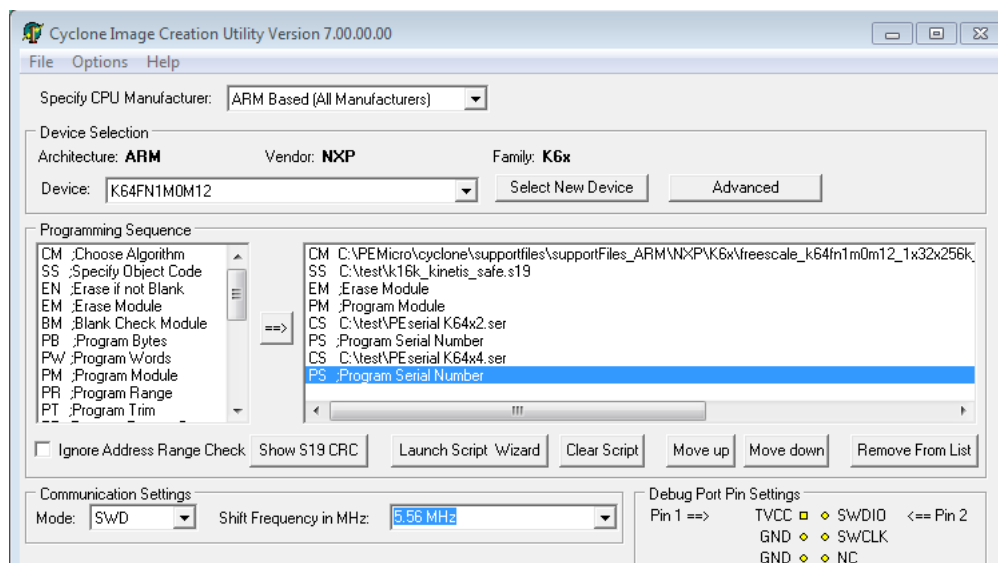 Cyclone Image Creation Utility Version 7.00.00.00
File Options Help
Specify CPU Manufacturer: ARM Based (All Manufacturers)
Device Selection
Architecture: ARM Vendor: NXP Family: K6x
Device: K64FN1M0M12 Select New Device Advanced
Programming Sequence
CM ;Choose Algorithm
SS ;Specify Object Code
EN ;Erase if not Blank
EM ;Erase Module
BM ;Blank Check Module
PB ;Program Bytes
PW ;Program Words
PM ;Program Module
PR ;Program Range
PT ;Program Trim
==>
CM C:\PEMicro\cyclone\supportfiles\supportFiles_ARM\NXP\K6x\freescale_k64fn1m0m12_1x32x256k_
SS C:\test\k16k_kinetis_safe.s19
EM ;Erase Module
PM ;Program Module
CS C:\test\PEserial K64x2.ser
PS ;Program Serial Number
CS C:\test\PEserial K64x4.ser
PS ;Program Serial Number
Ignore Address Range Check Show S19 CRC Launch Script Wizard Clear Script Move up Move down Remove From List
Communication Settings
Mode: SWD Shift Frequency in MHz: 5.56 MHz
Debug Port Pin Settings
Pin 1 ==> TVCC SWDIO <== Pin 2
GND SWCLK
GND NC